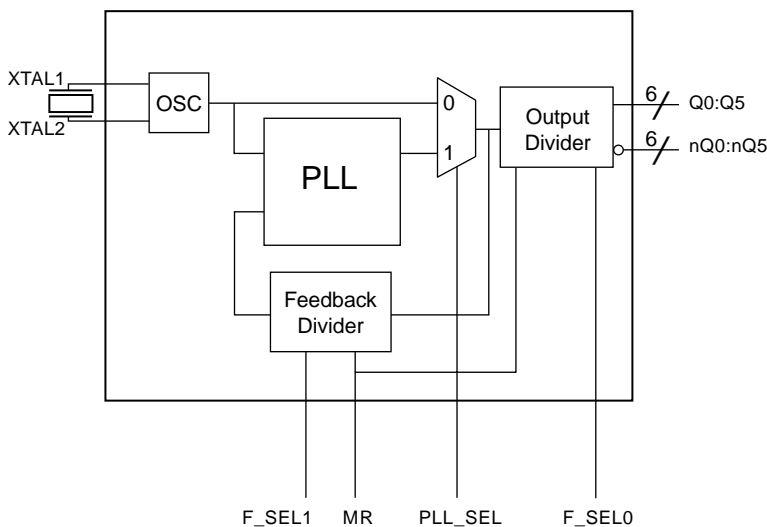 XTAL1
OSC
XTAL2
0
1
PLL
Output
Divider
6
Q0:Q5
6
nQ0:nQ5
Feedback
Divider
F_SEL1
MR
PLL_SEL
F_SEL0